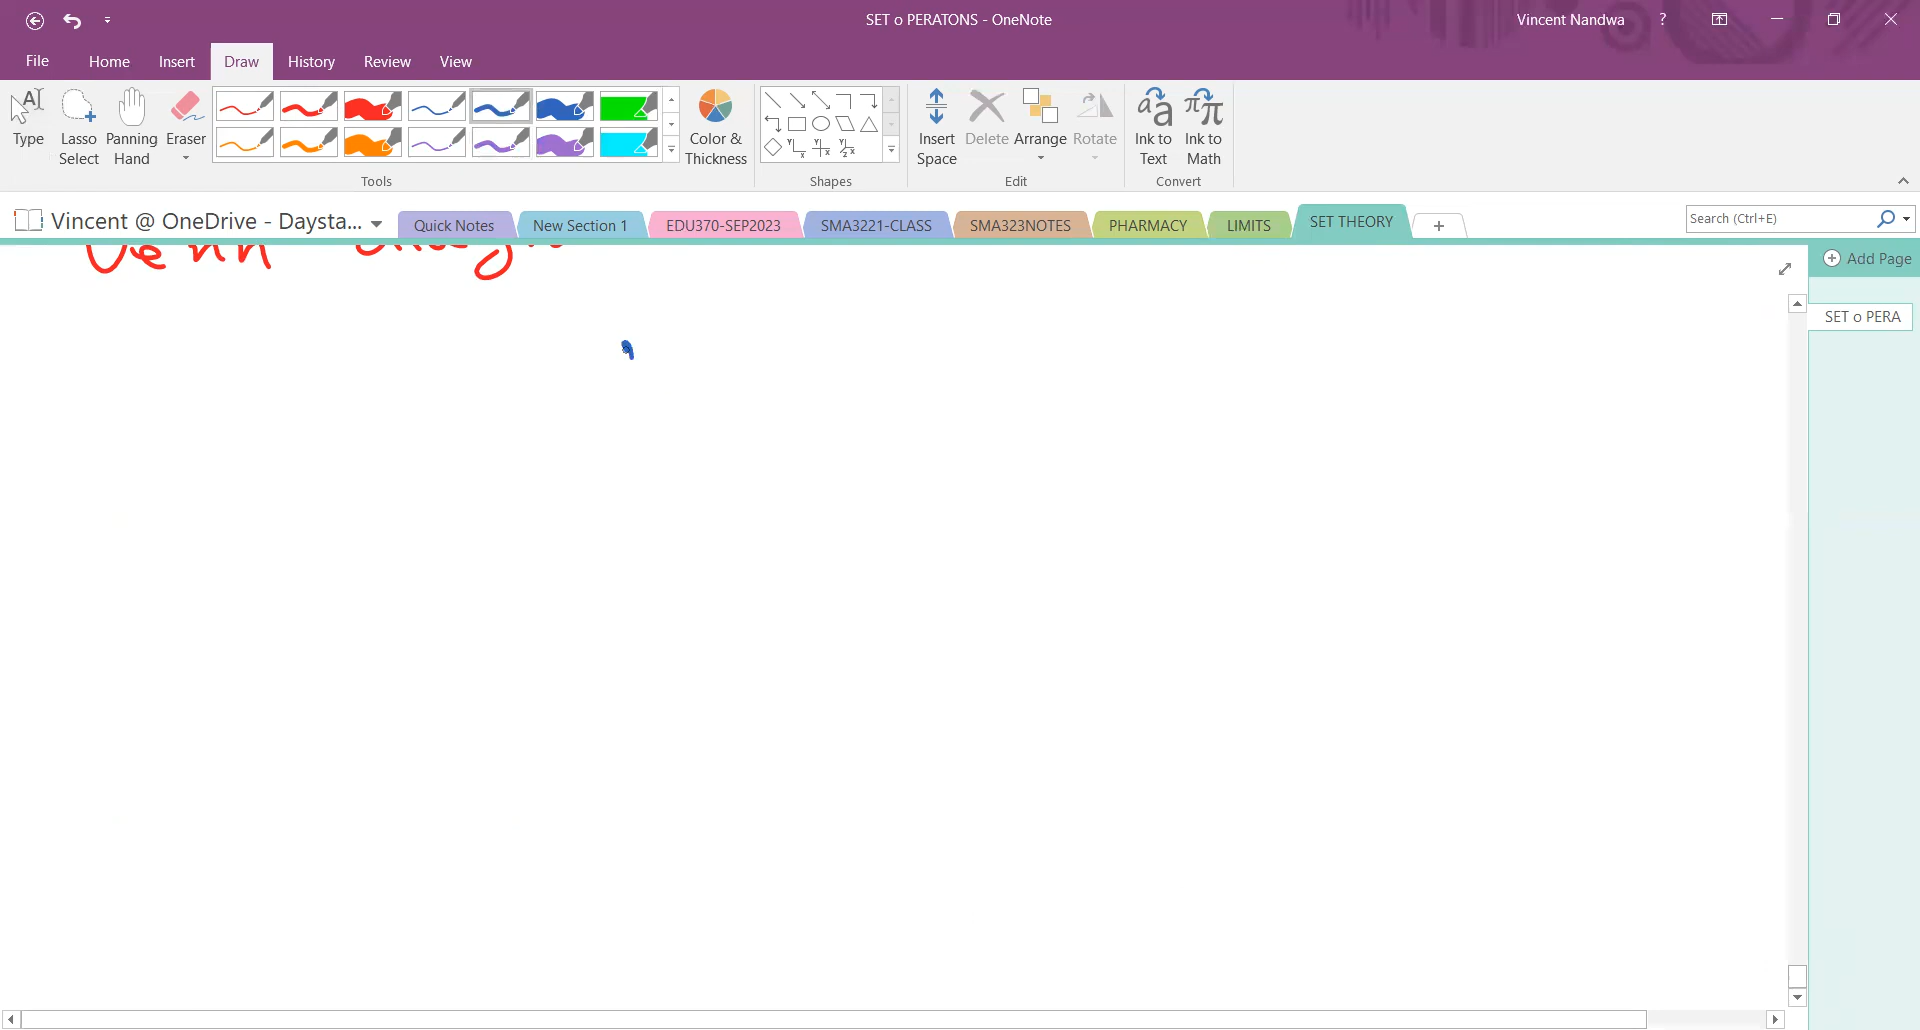 SET o PERATONS - OneNote
Vincent Nandwa
?
File
Home
Insert
Draw
History
Review
View
Type
Lasso
Select
Panning
Hand
Eraser
Color &
Thickness
Insert
Space
Delete
Arrange
Rotate
Ink to
Text
Ink to
Math
Tools
Shapes
Edit
Convert
Vincent @ OneDrive - Daysta...
Quick Notes
New Section 1
EDU370-SEP2023
SMA3221-CLASS
SMA323NOTES
PHARMACY
LIMITS
SET THEORY
+
Search (Ctrl+E)
Add Page
Venn
SET o PERA